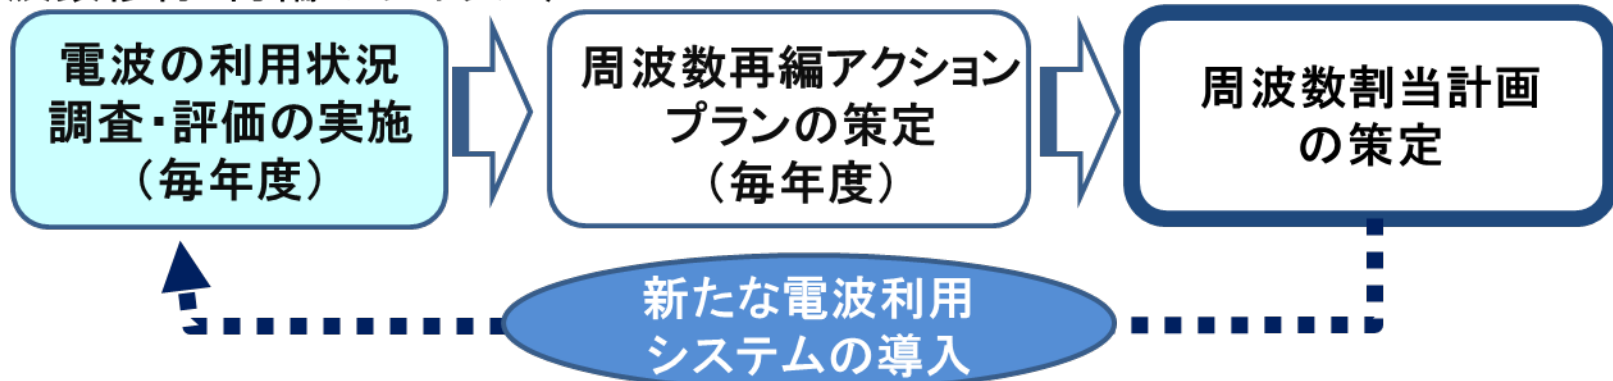 電波の利用状況
調査・評価の実施
（毎年度）
周波数再編アクション
プランの策定
（毎年度）
周波数割当計画
の策定
新たな電波利用
システムの導入